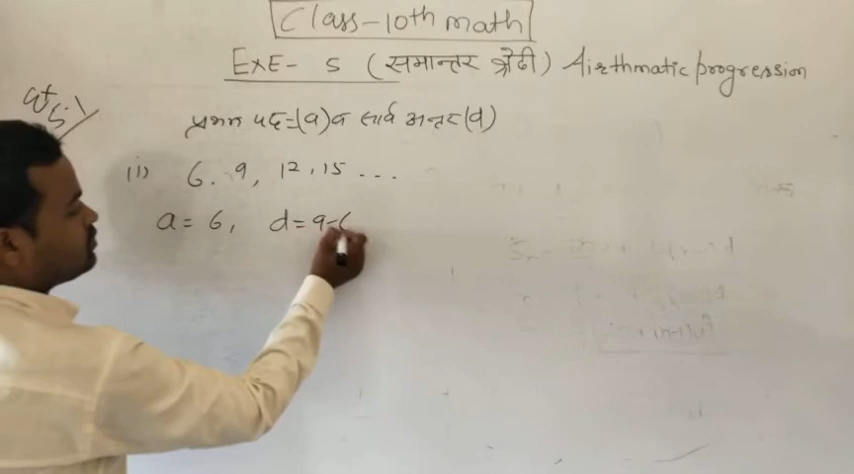 Class-10th math
EXE- 5 (समान्तर श्रेढी) Airthmatic progression
प्रथम पद=(a) व सार्व अन्तर(d)
(i) 6. 9, 12, 15 ...
a= 6, d= 9-6